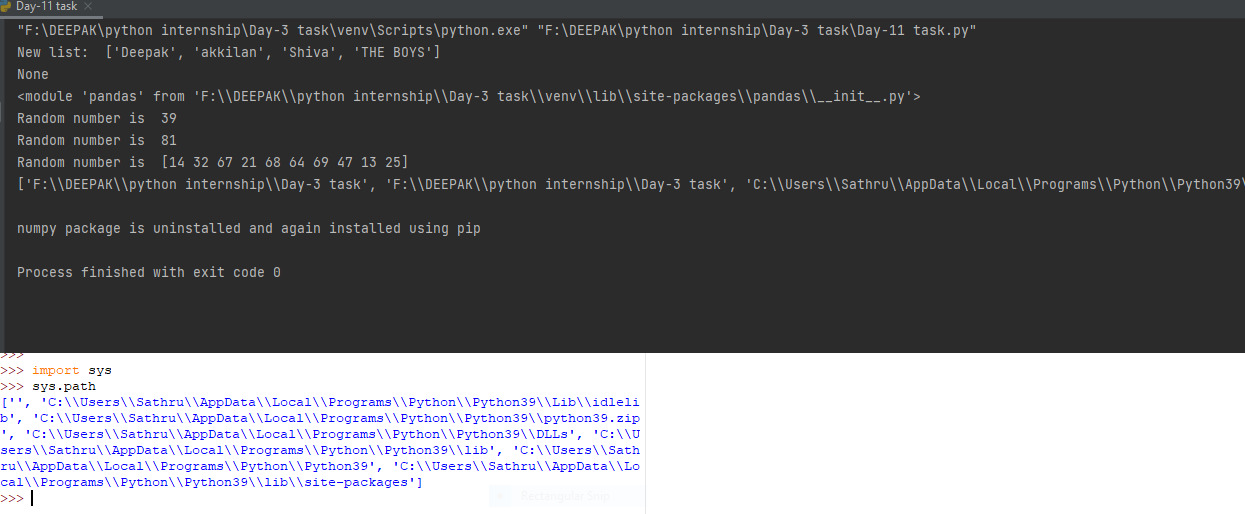 Day-11 task
"F:\DEEPAK\python internship\Day-3 task\venv\Scripts\python.exe" "F:\DEEPAK\python internship\Day-3 task\Day-11 task.py"
New list:  ['Deepak', 'akkilan', 'Shiva', 'THE BOYS']
None
<module 'pandas' from 'F:\\DEEPAK\\python internship\\Day-3 task\\venv\\lib\\site-packages\\pandas\\__init__.py'>
Random number is  39
Random number is  81
Random number is  [14 32 67 21 68 64 69 47 13 25]
['F:\\DEEPAK\\python internship\\Day-3 task', 'F:\\DEEPAK\\python internship\\Day-3 task', 'C:\\Users\\Sathru\\AppData\\Local\\Programs\\Python\\Python39\
numpy package is uninstalled and again installed using pip
Process finished with exit code 0
>>>
>>> import sys
>>> sys.path
['', 'C:\\Users\\Sathru\\AppData\\Local\\Programs\\Python\\Python39\\Lib\\idleli
b', 'C:\\Users\\Sathru\\AppData\\Local\\Programs\\Python\\Python39\\python39.zip
', 'C:\\Users\\Sathru\\AppData\\Local\\Programs\\Python\\Python39\\DLLs', 'C:\\U
sers\\Sathru\\AppData\\Local\\Programs\\Python\\Python39\\lib', 'C:\\Users\\Sath
ru\\AppData\\Local\\Programs\\Python\\Python39', 'C:\\Users\\Sathru\\AppData\\Lo
cal\\Programs\\Python\\Python39\\lib\\site-packages']
>>>